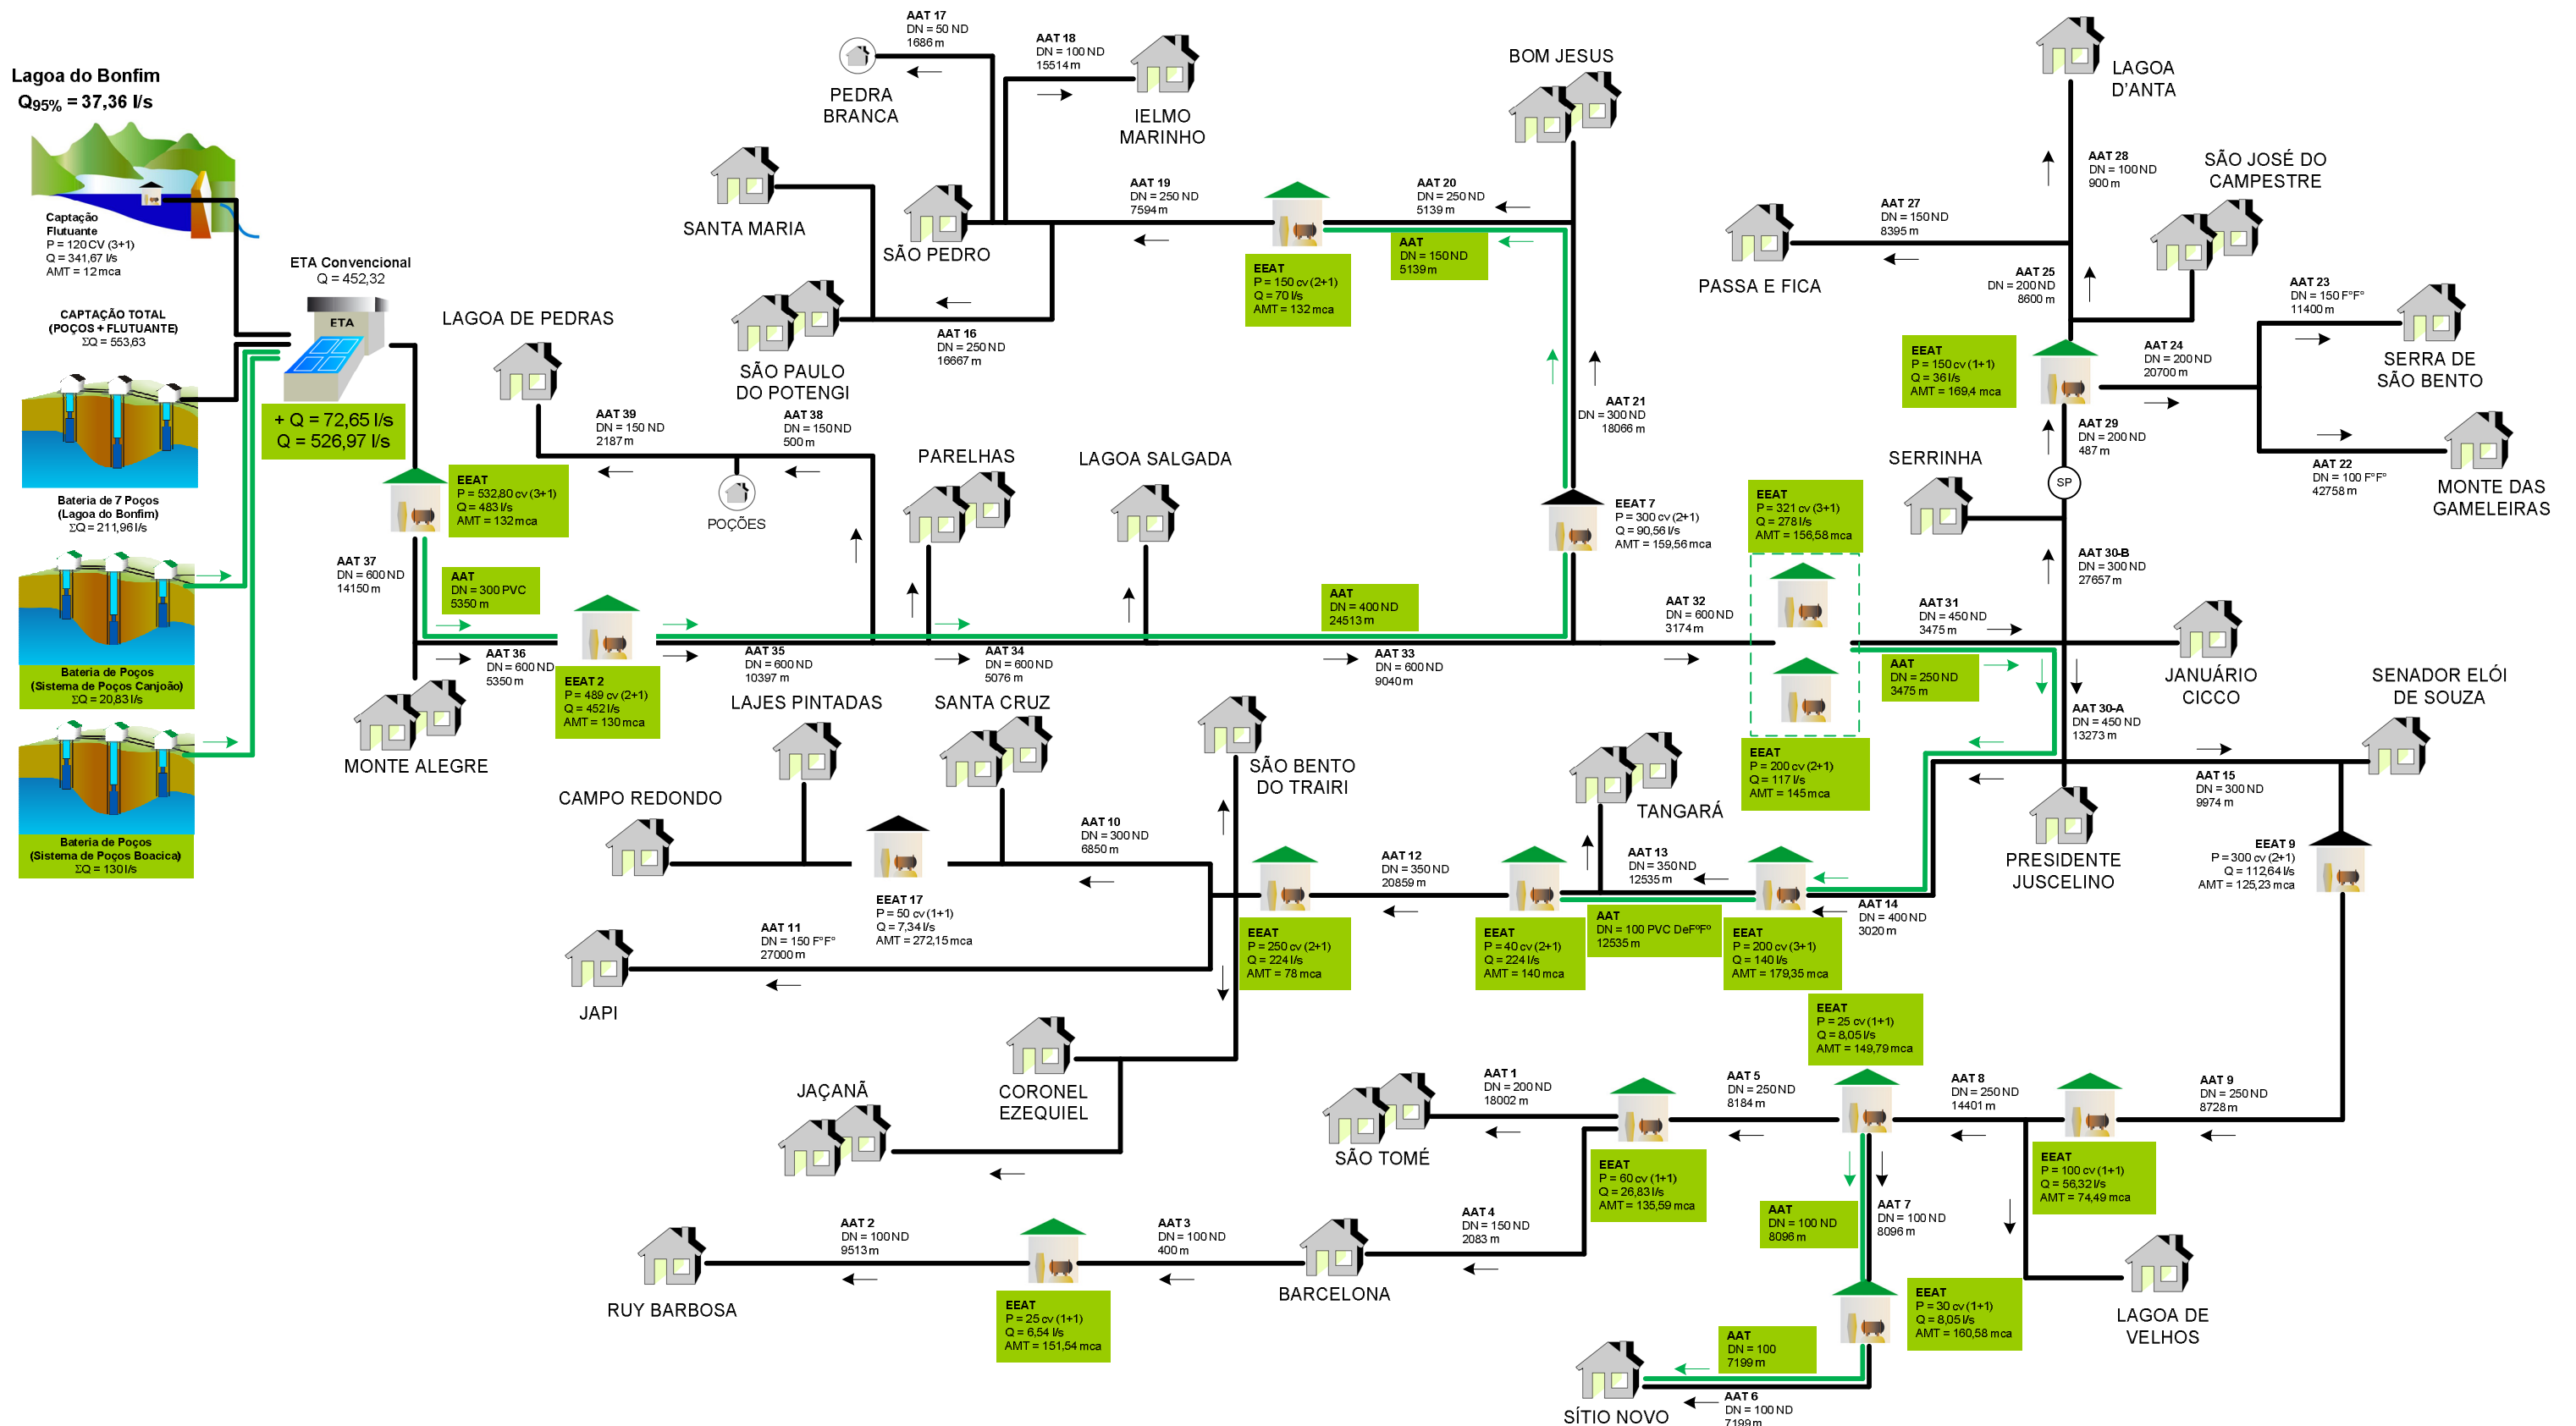 Lagoa do Bonfim
Q95% = 37,36 l/s
Captação
Flutuante
P = 120 CV (3+1)
Q = 341,67 l/s
AMT = 12 mca
CAPTAÇÃO TOTAL
(POÇOS + FLUTUANTE)
ΣQ = 553,63
Bateria de 7 Poços
(Lagoa do Bonfim)
ΣQ = 211,96 l/s
Bateria de Poços
(Sistema de Poços Canjoão)
ΣQ = 20,83 l/s
Bateria de Poços
(Sistema de Poços Boacica)
ΣQ = 130 l/s
ETA Convencional
Q = 452,32
ETA
+ Q = 72,65 l/s
Q = 526,97 l/s
EEAT
P = 532,80 cv (3+1)
Q = 483 l/s
AMT = 132 mca
AAT 37
DN = 600 ND
14150 m
AAT
DN = 300 PVC
5350 m
MONTE ALEGRE
AAT 36
DN = 600 ND
5350 m
EEAT 2
P = 489 cv (2+1)
Q = 452 l/s
AMT = 130 mca
LAGOA DE PEDRAS
AAT 39
DN = 150 ND
2187 m
AAT 38
DN = 150 ND
500 m
POÇÕES
AAT 35
DN = 600 ND
10397 m
PARELHAS
AAT 34
DN = 600 ND
5076 m
LAGOA SALGADA
AAT
DN = 400 ND
24513 m
AAT 33
DN = 600 ND
9040 m
AAT 17
DN = 50 ND
1686 m
PEDRA
BRANCA
AAT 18
DN = 100 ND
15514 m
IELMO
MARINHO
SANTA MARIA
SÃO PEDRO
SÃO PAULO
DO POTENGI
AAT 16
DN = 250 ND
16667 m
AAT 19
DN = 250 ND
7594 m
EEAT
P = 150 cv (2+1)
Q = 70 l/s
AMT = 132 mca
AAT 20
DN = 250 ND
5139 m
AAT
DN = 150 ND
5139 m
BOM JESUS
AAT 21
DN = 300 ND
18066 m
EEAT 7
P = 300 cv (2+1)
Q = 90,56 l/s
AMT = 159,56 mca
AAT 32
DN = 600 ND
3174 m
EEAT
P = 321 cv (3+1)
Q = 278 l/s
AMT = 156,58 mca
EEAT
P = 200 cv (2+1)
Q = 117 l/s
AMT = 145 mca
AAT 31
DN = 450 ND
3475 m
AAT
DN = 250 ND
3475 m
LAGOA
D'ANTA
AAT 28
DN = 100 ND
900 m
SÃO JOSÉ DO
CAMPESTRE
AAT 27
DN = 150 ND
8395 m
PASSA E FICA
AAT 25
DN = 200 ND
8600 m
AAT 23
DN = 150 FºFº
11400 m
SERRA DE
SÃO BENTO
EEAT
P = 150 cv (1+1)
Q = 36 l/s
AMT = 169,4 mca
AAT 24
DN = 200 ND
20700 m
AAT 29
DN = 200 ND
487 m
AAT 22
DN = 100 FºFº
42758 m
MONTE DAS
GAMELEIRAS
SP
SERRINHA
AAT 30-B
DN = 300 ND
27657 m
JANUÁRIO
CICCO
AAT 30-A
DN = 450 ND
13273 m
PRESIDENTE
JUSCELINO
SENADOR ELÓI
DE SOUZA
AAT 15
DN = 300 ND
9974 m
EEAT 9
P = 300 cv (2+1)
Q = 112,64 l/s
AMT = 125,23 mca
LAJES PINTADAS
SANTA CRUZ
CAMPO REDONDO
EEAT 17
P = 50 cv (1+1)
Q = 7,34 l/s
AMT = 272,15 mca
AAT 10
DN = 300 ND
6850 m
AAT 11
DN = 150 FºFº
27000 m
JAPI
SÃO BENTO
DO TRAIRI
EEAT
P = 250 cv (2+1)
Q = 224 l/s
AMT = 78 mca
AAT 12
DN = 350 ND
20859 m
EEAT
P = 40 cv (2+1)
Q = 224 l/s
AMT = 140 mca
TANGARÁ
AAT 13
DN = 350 ND
12535 m
AAT
DN = 100 PVC DeFºFº
12535 m
EEAT
P = 200 cv (3+1)
Q = 140 l/s
AMT = 179,35 mca
AAT 14
DN = 400 ND
3020 m
CORONEL
EZEQUIEL
JAÇANÃ
EEAT
P = 25 cv (1+1)
Q = 8,05 l/s
AMT = 149,79 mca
SÃO TOMÉ
AAT 1
DN = 200 ND
18002 m
EEAT
P = 60 cv (1+1)
Q = 26,83 l/s
AMT = 135,59 mca
AAT 5
DN = 250 ND
8184 m
AAT 8
DN = 250 ND
14401 m
EEAT
P = 100 cv (1+1)
Q = 56,32 l/s
AMT = 74,49 mca
AAT 9
DN = 250 ND
8728 m
RUY BARBOSA
AAT 2
DN = 100 ND
9513 m
EEAT
P = 25 cv (1+1)
Q = 6,54 l/s
AMT = 151,54 mca
AAT 3
DN = 100 ND
400 m
BARCELONA
AAT 4
DN = 150 ND
2083 m
AAT
DN = 100 ND
8096 m
AAT 7
DN = 100 ND
8096 m
EEAT
P = 30 cv (1+1)
Q = 8,05 l/s
AMT = 160,58 mca
LAGOA DE
VELHOS
AAT
DN = 100
7199 m
SÍTIO NOVO
AAT 6
DN = 100 ND
7199 m